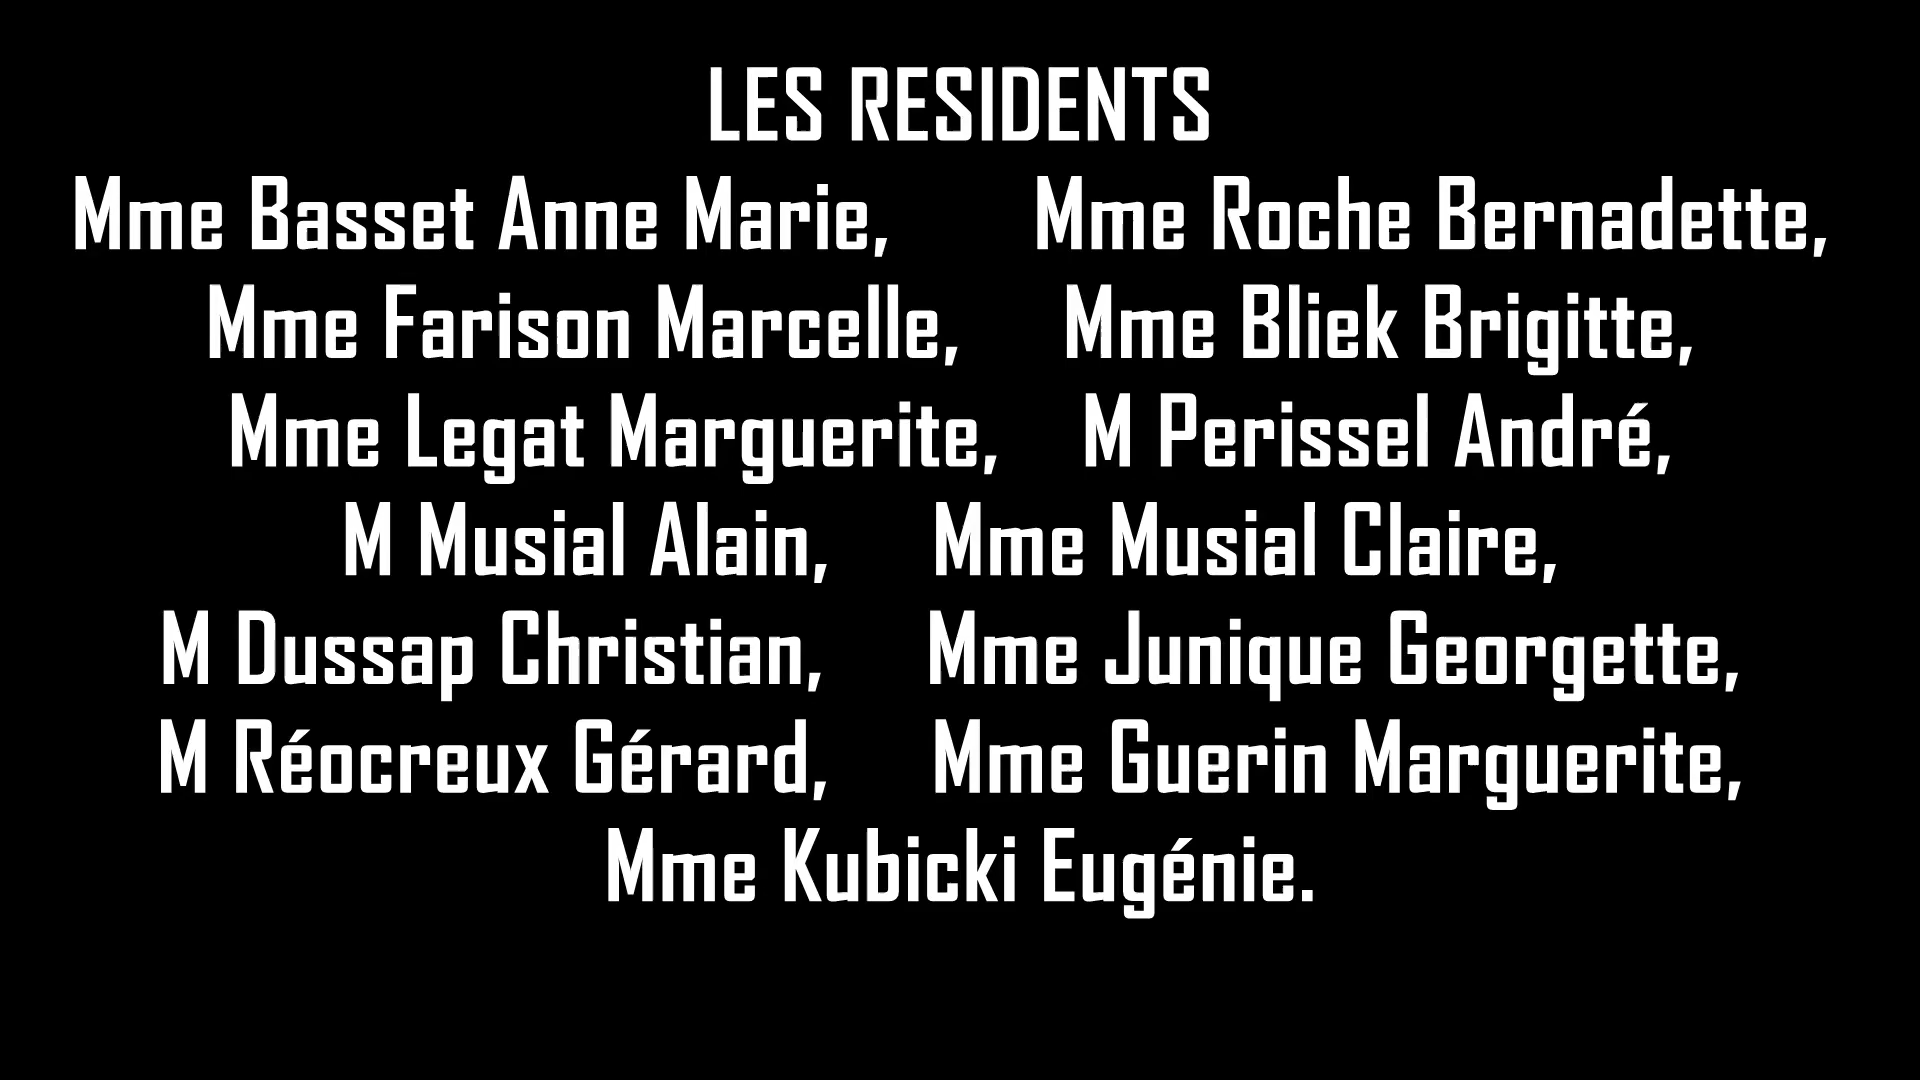 LES RESIDENTS
Mme Basset Anne Marie, Mme Roche Bernadette,
Mme Farison Marcelle, Mme Bliek Brigitte,
Mme Legat Marguerite, M Perissel André,
M Musial Alain, Mme Musial Claire,
M Dussap Christian, Mme Junique Georgette,
M Réocreux Gérard, Mme Guerin Marguerite,
Mme Kubicki Eugénie.